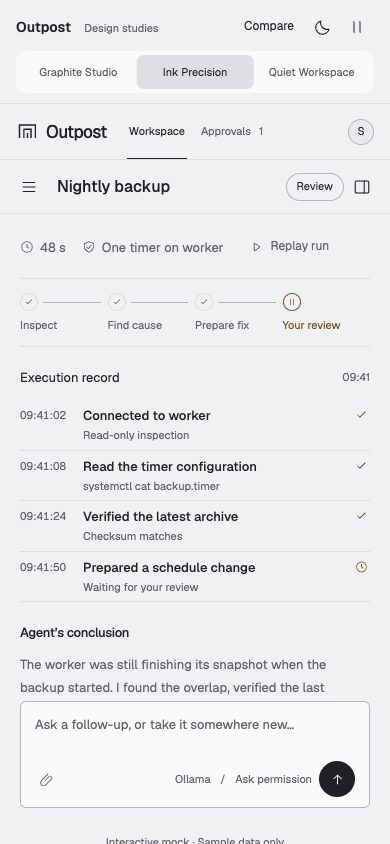 Outpost Design studies Compare
Graphite Studio Ink Precision Quiet Workspace
Outpost Workspace Approvals 1 S
Nightly backup Review
48 s One timer on worker Replay run
Inspect Find cause Prepare fix Your review
Execution record 09:41
09:41:02 Connected to worker
Read-only inspection
09:41:08 Read the timer configuration
systemctl cat backup.timer
09:41:24 Verified the latest archive
Checksum matches
09:41:50 Prepared a schedule change
Waiting for your review
Agent's conclusion
The worker was still finishing its snapshot when the
backup started. I found the overlap, verified the last
Ask a follow-up, or take it somewhere new...
Ollama / Ask permission
Interactive mock · Sample data only